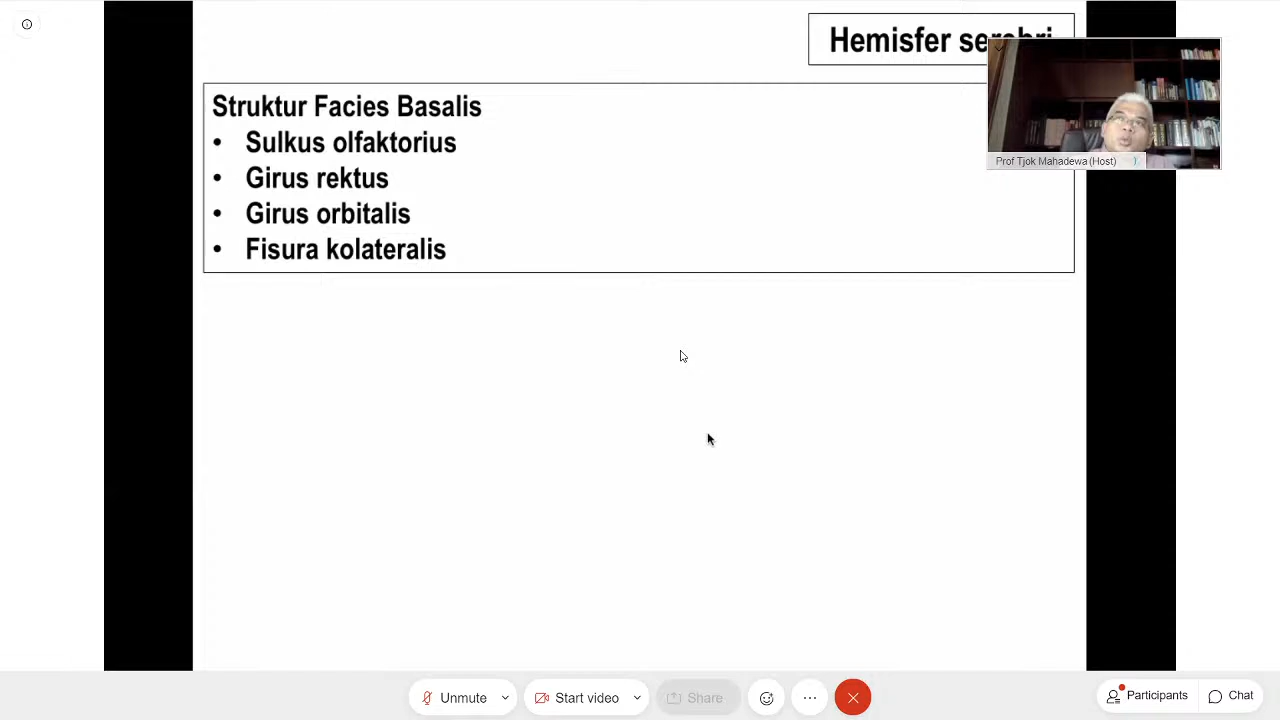 Hemisfer serebri
Struktur Facies Basalis
• Sulkus olfaktorius
• Girus rektus
• Girus orbitalis
• Fisura kolateralis
Prof Tjok Mahadewa (Host)
Unmute
Start video
Share
Participants
Chat